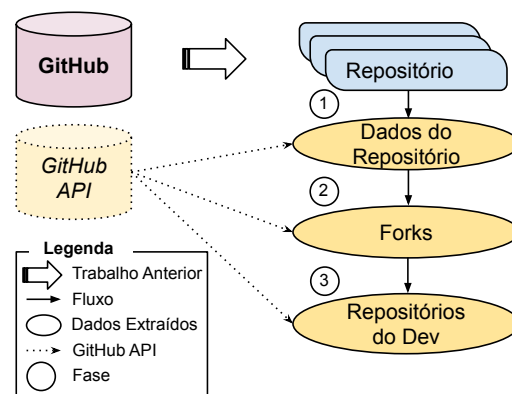 GitHub
Repositório
1
Dados do
Repositório
GitHub
API
2
Forks
3
Repositórios
do Dev
Legenda
Trabalho Anterior
Fluxo
Dados Extraídos
GitHub API
Fase